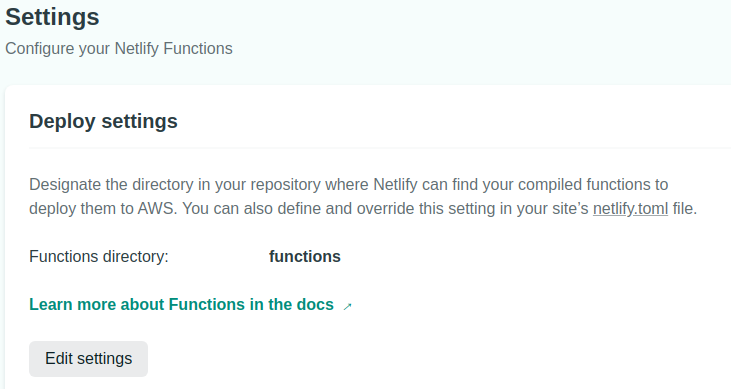 Settings
Configure your Netlify Functions
Deploy settings
Designate the directory in your repository where Netlify can find your compiled functions to
deploy them to AWS. You can also define and override this setting in your site’s netlify.toml file.
Functions directory: functions
Learn more about Functions in the docs ↗
Edit settings